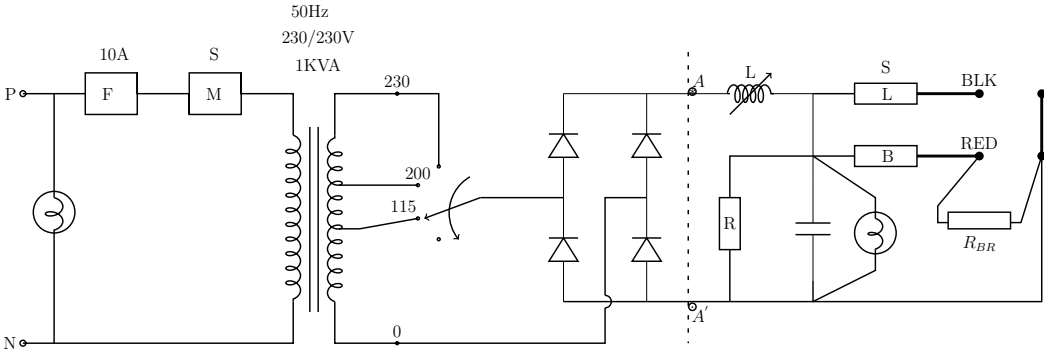 50Hz
230/230V
1KVA
10A
S
P
F
M
230
200
115
0
N
A
A'
L
S
L
BLK
B
RED
R
R_BR